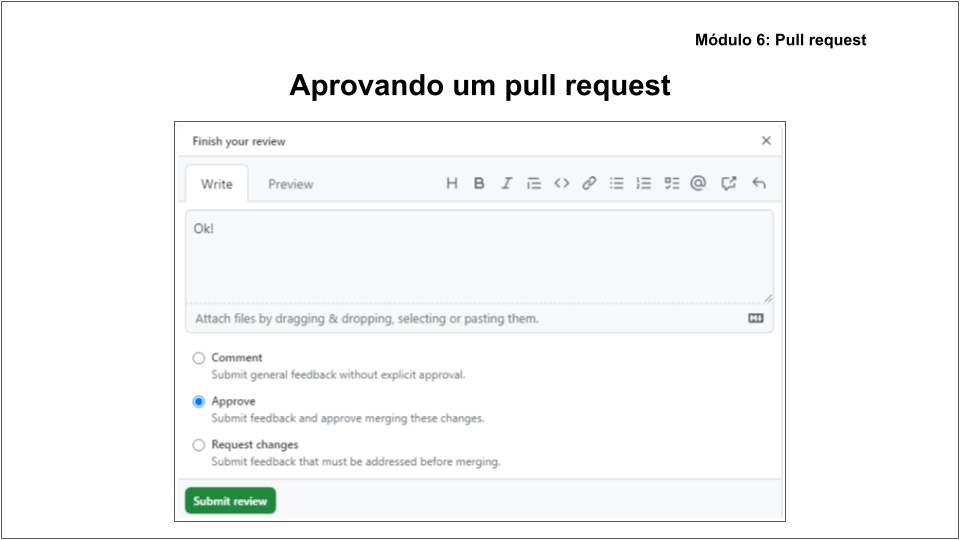 Módulo 6: Pull request
Aprovando um pull request
Finish your review
Write Preview
Ok!
Attach files by dragging & dropping, selecting or pasting them.
Comment
Submit general feedback without explicit approval.
Approve
Submit feedback and approve merging these changes.
Request changes
Submit feedback that must be addressed before merging.
Submit review